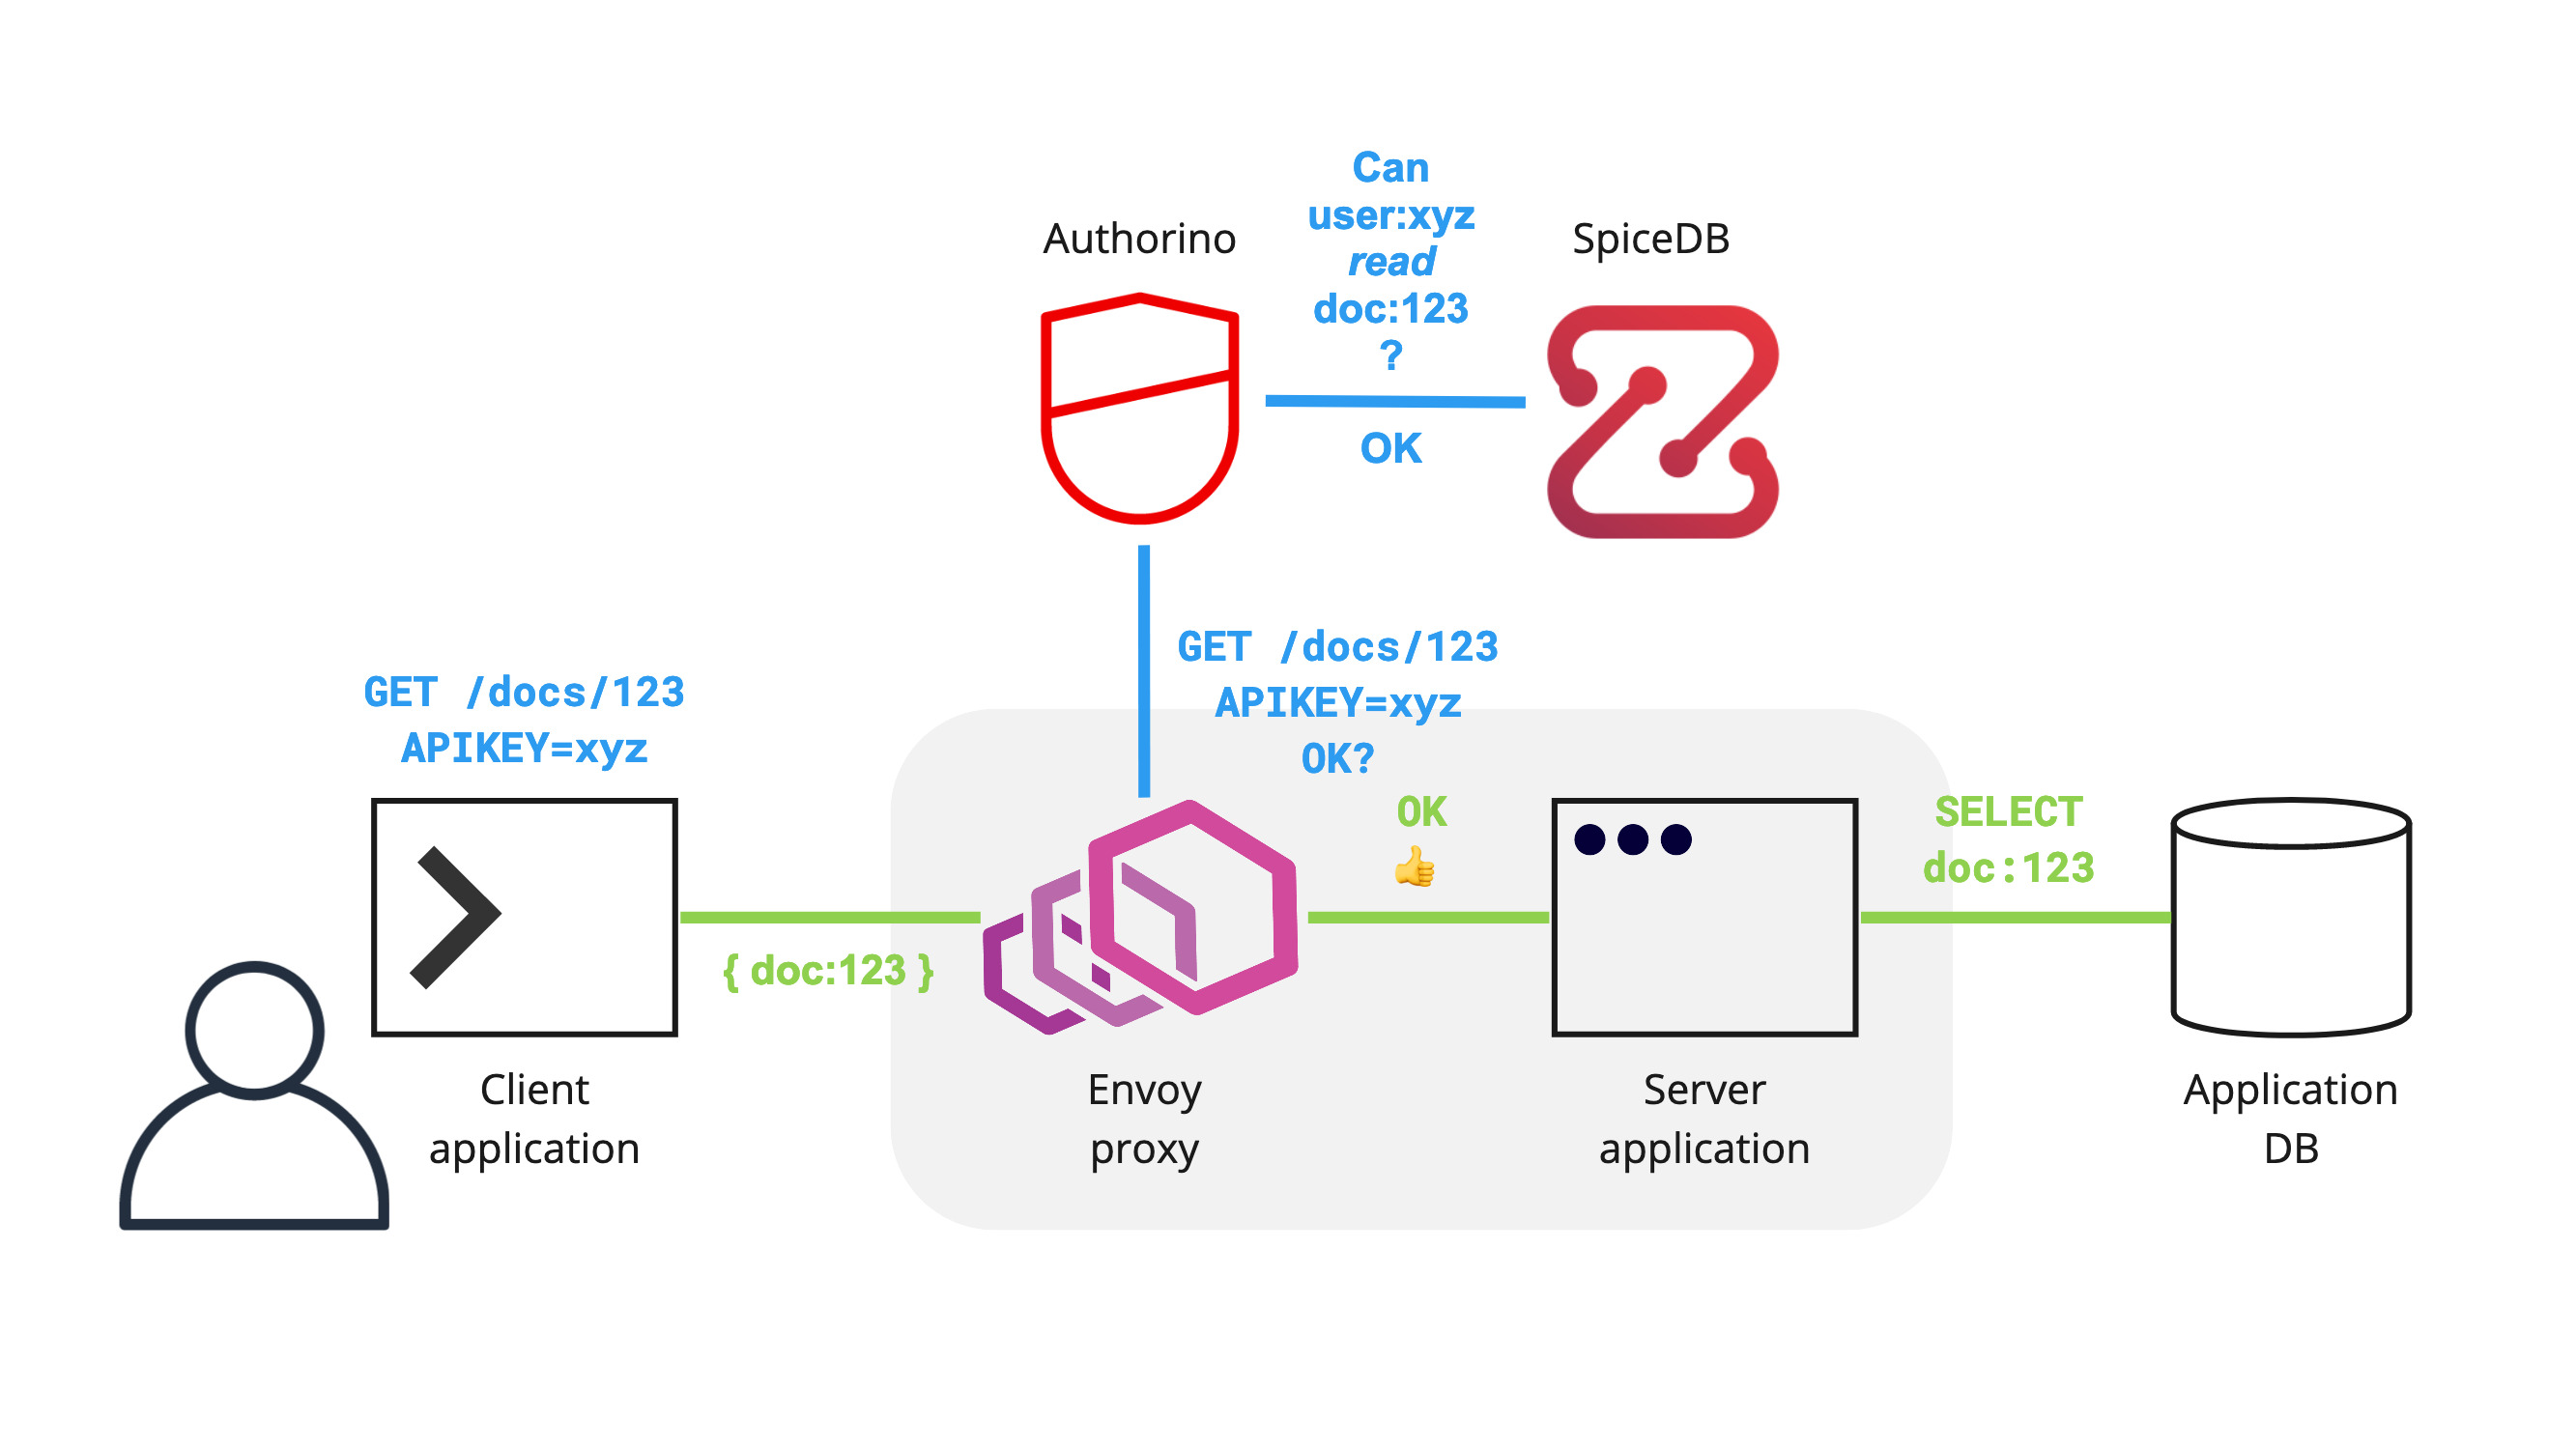 Can
user:xyz
read
doc:123
?
Authorino
SpiceDB
OK
GET /docs/123
APIKEY=xyz
OK?
GET /docs/123
APIKEY=xyz
OK
👍
SELECT
doc:123
{ doc:123 }
Client
application
Envoy
proxy
Server
application
Application
DB